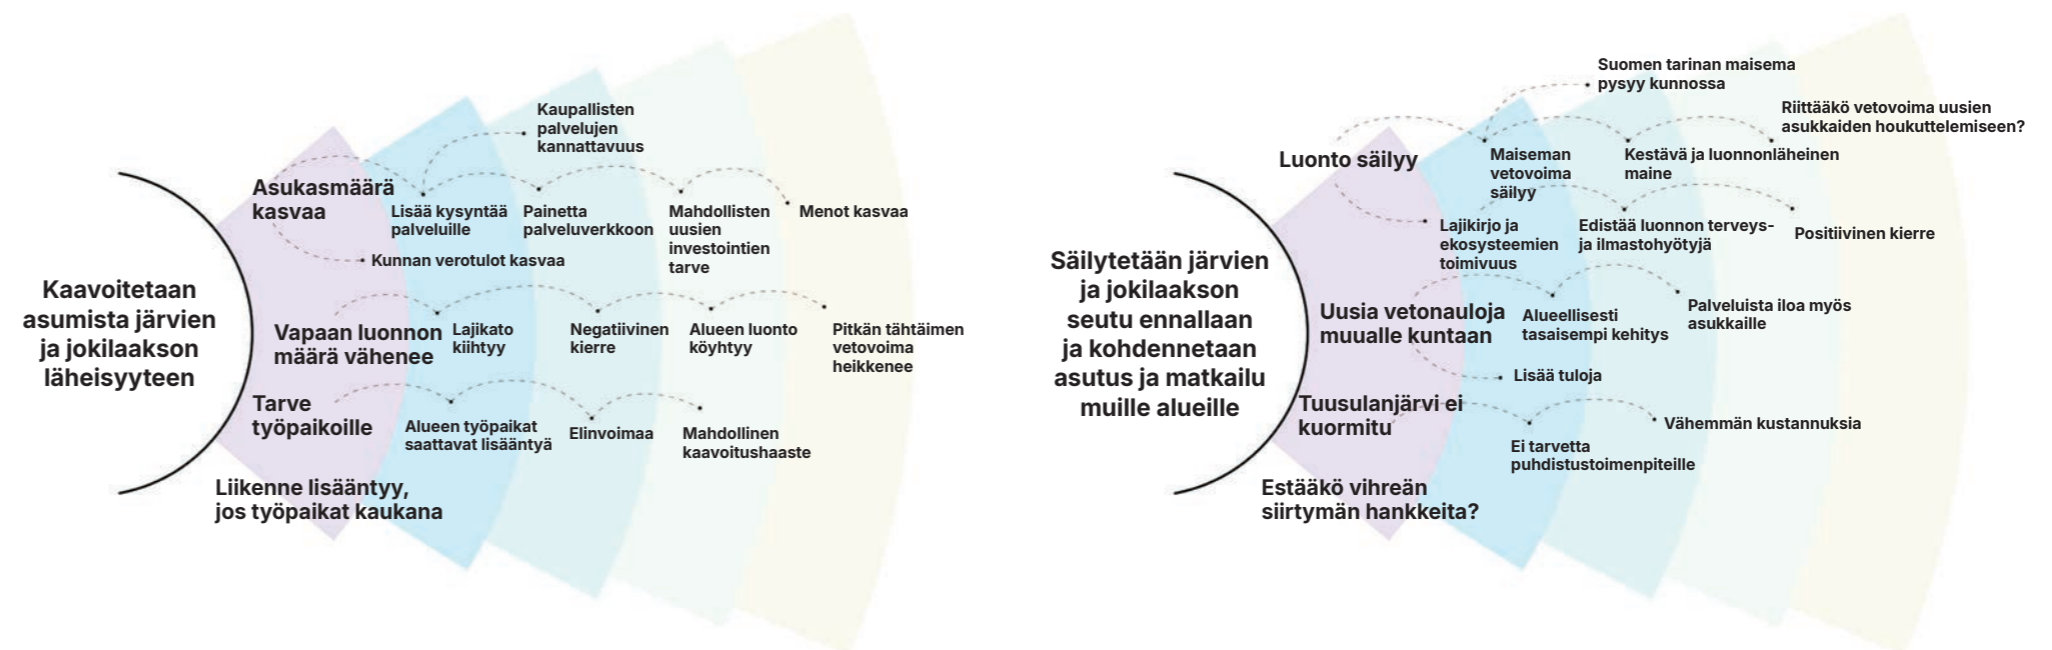 Kaavoitetaan
asumista järvien
ja jokilaakson
läheisyyteen
Asukasmäärä
kasvaa
Lisää kysyntää
palveluille
Kaupallisten
palvelujen
kannattavuus
Painetta
palveluverkkoon
Mahdollisten
uusien
investointien
tarve
Menot kasvaa
Kunnan verotulot kasvaa
Vapaan luonnon
määrä vähenee
Lajikato
kiihtyy
Negatiivinen
kierre
Alueen luonto
köyhtyy
Pitkän tähtäimen
vetovoima
heikkenee
Tarve
työpaikoille
Alueen työpaikat
saattavat lisääntyä
Elinvoimaa
Mahdollinen
kaavoitushaaste
Liikenne lisääntyy,
jos työpaikat kaukana
Säilytetään järvien
ja jokilaakson
seutu ennallaan
ja kohdennetaan
asutus ja matkailu
muille alueille
Luonto säilyy
Maiseman
vetovoima
säilyy
Suomen tarinan maisema
pysyy kunnossa
Kestävä ja luonnonläheinen
maine
Riittääkö vetovoima uusien
asukkaiden houkuttelemiseen?
Lajikirjo ja
ekosysteemien
toimivuus
Edistää luonnon terveys-
ja ilmastohyötyjä
Positiivinen kierre
Uusia vetonauloja
muualle kuntaan
Alueellisesti
tasaisempi kehitys
Palveluista iloa myös
asukkaille
Lisää tuloja
Tuusulanjärvi ei
kuormitu
Ei tarvetta
puhdistustoimenpiteille
Vähemmän kustannuksia
Estääkö vihreän
siirtymän hankkeita?